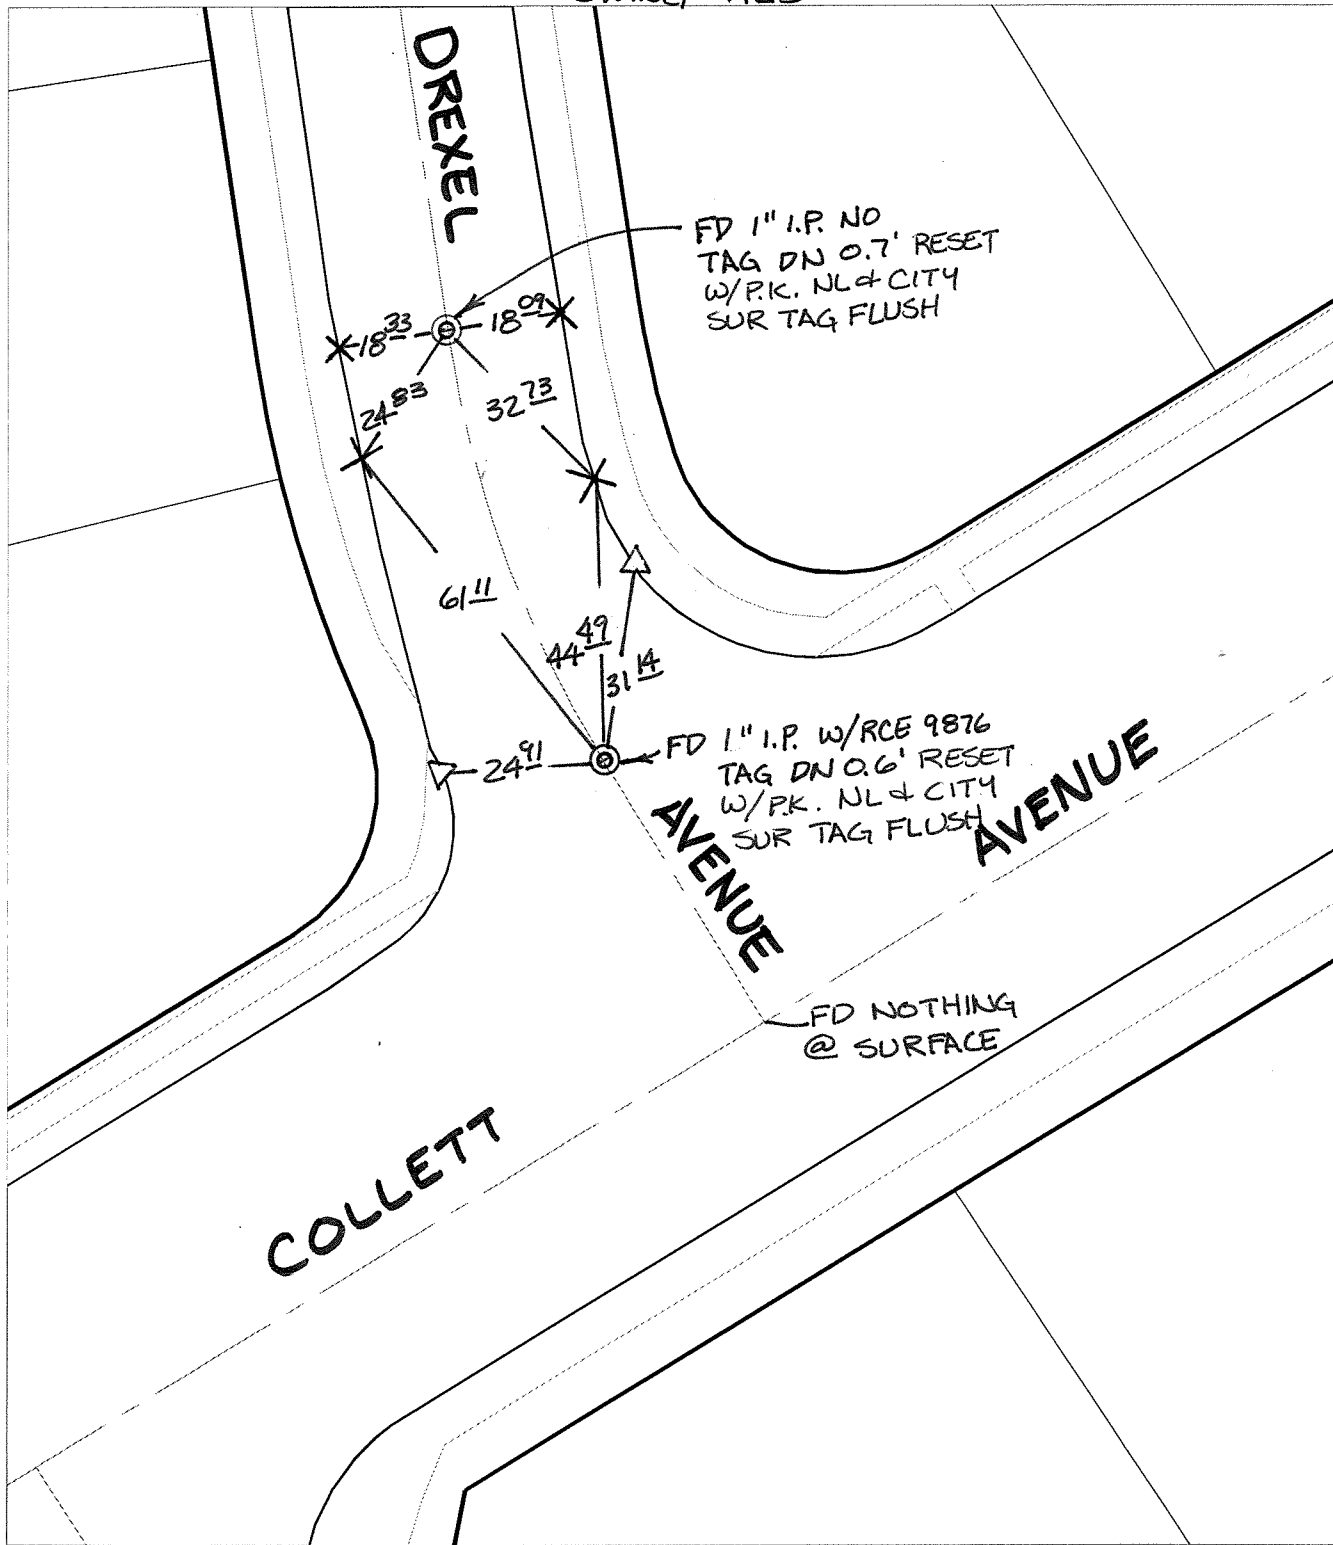 DREXEL
FD 1" I.P. NO
TAG DN 0.7' RESET
W/P.K. NL & CITY
SUR TAG FLUSH
18 33
18 09
24 83
32 73
61 11
44 49
31 14
24 91
FD 1" I.P. W/RCE 9876
TAG DN 0.6' RESET
W/P.K. NL & CITY
SUR TAG FLUSH
AVENUE
AVENUE
FD NOTHING
@ SURFACE
COLLETT